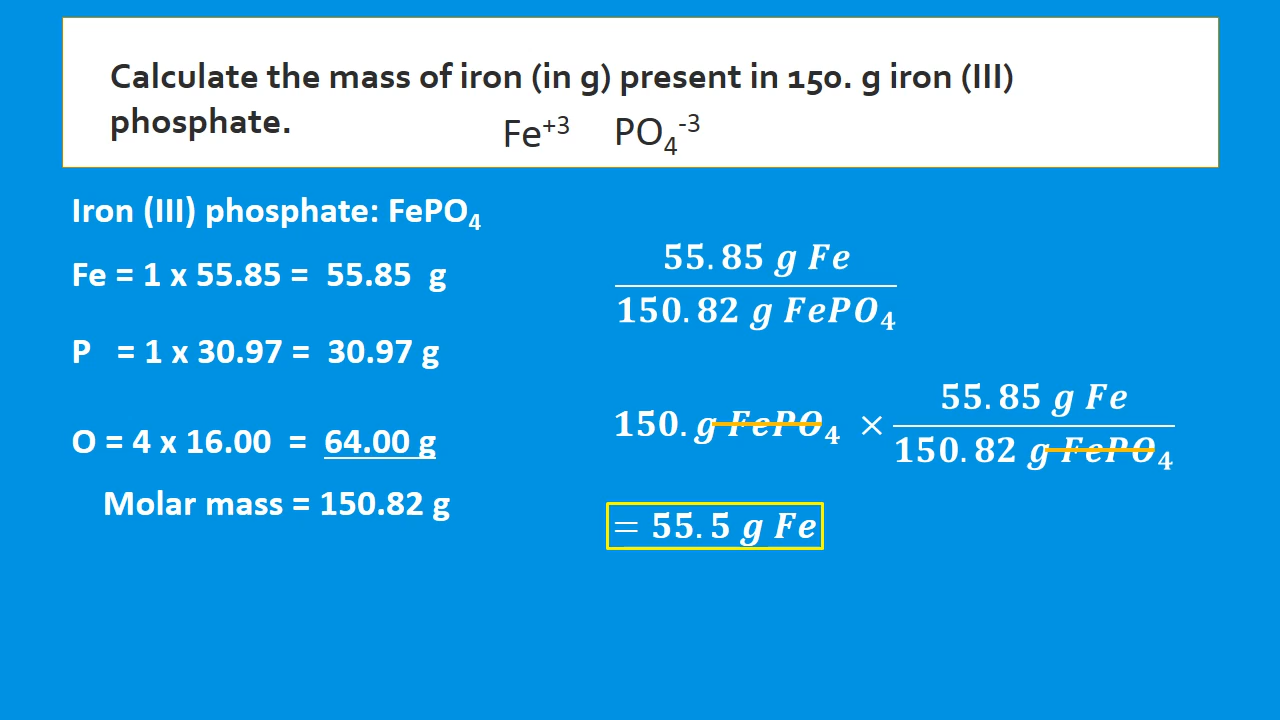 Calculate the mass of iron (in g) present in 150. g iron (III)
phosphate.
Fe⁺³ PO₄⁻³
Iron (III) phosphate: FePO₄
Fe = 1 x 55.85 = 55.85 g
P = 1 x 30.97 = 30.97 g
O = 4 x 16.00 = 64.00 g
Molar mass = 150.82 g
55.85 g Fe
150.82 g FePO₄
150. g FePO₄ ×
55.85 g Fe
150.82 g FePO₄
= 55.5 g Fe